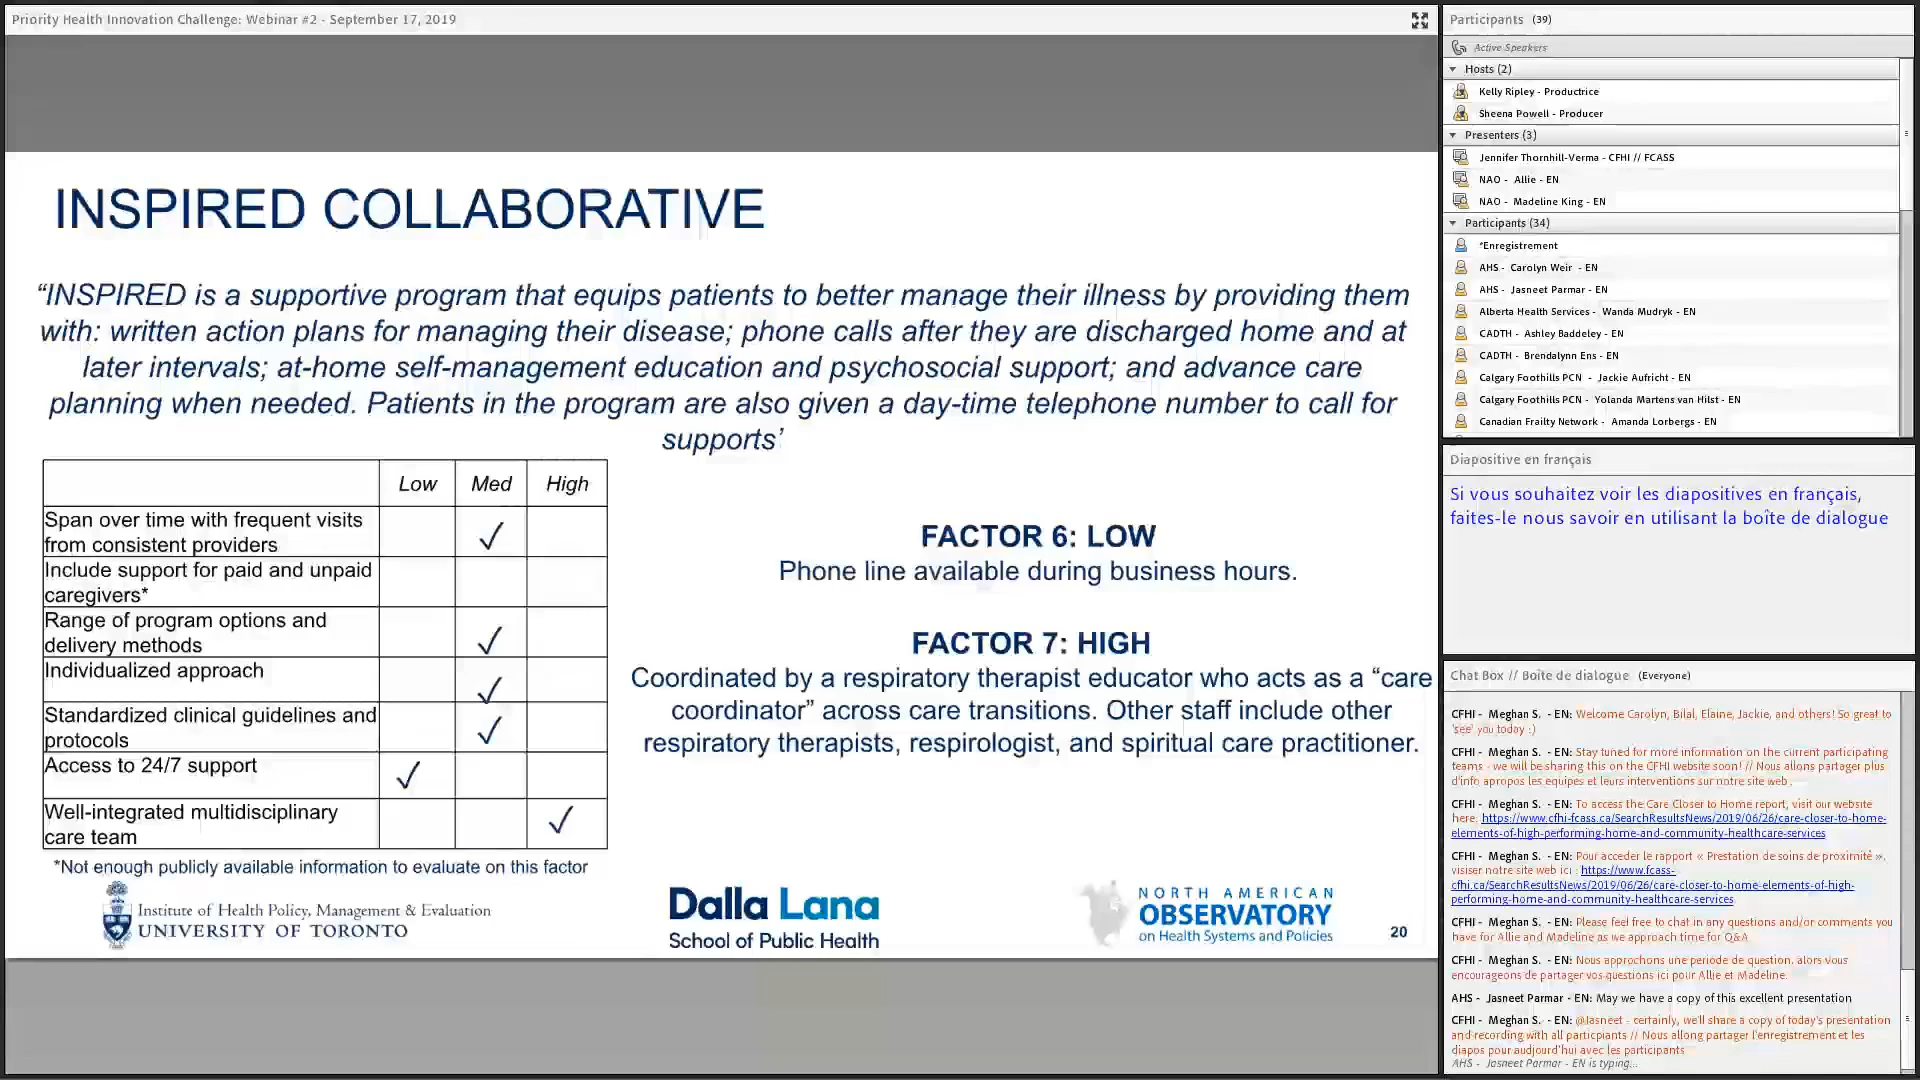 Priority Health Innovation Challenge: Webinar #2 - September 17, 2019
INSPIRED COLLABORATIVE
“INSPIRED is a supportive program that equips patients to better manage their illness by providing them
with: written action plans for managing their disease; phone calls after they are discharged home and at
later intervals; at-home self-management education and psychosocial support; and advance care
planning when needed. Patients in the program are also given a day-time telephone number to call for
supports’
Low Med High
Span over time with frequent visits
from consistent providers ✓
Include support for paid and unpaid
caregivers*
Range of program options and
delivery methods ✓
Individualized approach ✓
Standardized clinical guidelines and
protocols ✓
Access to 24/7 support ✓
Well-integrated multidisciplinary
care team ✓
*Not enough publicly available information to evaluate on this factor
FACTOR 6: LOW
Phone line available during business hours.
FACTOR 7: HIGH
Coordinated by a respiratory therapist educator who acts as a “care
coordinator” across care transitions. Other staff include other
respiratory therapists, respirologist, and spiritual care practitioner.
Institute of Health Policy, Management & Evaluation
UNIVERSITY OF TORONTO
Dalla Lana
School of Public Health
NORTH AMERICAN
OBSERVATORY
on Health Systems and Policies
20
Participants (39)
Active Speakers
Hosts (2)
Kelly Ripley - Productrice
Sheena Powell - Producer
Presenters (3)
Jennifer Thornhill-Verma - CFHI // FCASS
NAO - Allie - EN
NAO - Madeline King - EN
Participants (34)
*Enregistrement
AHS - Carolyn Weir - EN
AHS - Jasneet Parmar - EN
Alberta Health Services - Wanda Mudryk - EN
CADTH - Ashley Baddeley - EN
CADTH - Brendalynn Ens - EN
Calgary Foothills PCN - Jackie Aufricht - EN
Calgary Foothills PCN - Yolanda Martens van Hilst - EN
Canadian Frailty Network - Amanda Lorbergs - EN
Diapositive en français
Si vous souhaitez voir les diapositives en français,
faites-le nous savoir en utilisant la boîte de dialogue
Chat Box // Boîte de dialogue (Everyone)
CFHI - Meghan S. - EN: Welcome Carolyn, Bilal, Elaine, Jackie, and others! So great to
'see' you today :)
CFHI - Meghan S. - EN: Stay tuned for more information on the current participating
teams - we will be sharing this on the CFHI website soon! // Nous allons partager plus
d'info apropos les equipes et leurs interventions sur notre site web.
CFHI - Meghan S. - EN: To access the Care Closer to Home report, visit our website
here: https://www.cfhi-fcass.ca/SearchResultsNews/2019/06/26/care-closer-to-home-
elements-of-high-performing-home-and-community-healthcare-services
CFHI - Meghan S. - EN: Pour acceder le rapport « Prestation de soins de proximité »,
visiser notre site web ici : https://www.fcass-
cfhi.ca/SearchResultsNews/2019/06/26/care-closer-to-home-elements-of-high-
performing-home-and-community-healthcare-services
CFHI - Meghan S. - EN: Please feel free to chat in any questions and/or comments you
have for Allie and Madeline as we approach time for Q&A
CFHI - Meghan S. - EN: Nous approchons une periode de question, alors vous
encourageons de partager vos questions ici pour Allie et Madeline.
AHS - Jasneet Parmar - EN: May we have a copy of this excellent presentation
CFHI - Meghan S. - EN: @Jasneet - certainly, we'll share a copy of today's presentation
and recording with all particpiants // Nous allong partager l'enregistrement et les
diapos pour audjourd'hui avec les participants
AHS - Jasneet Parmar - EN is typing...